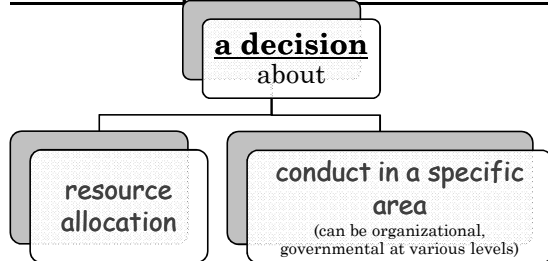 a decision
about
resource
allocation
conduct in a specific
area
(can be organizational,
governmental at various levels)